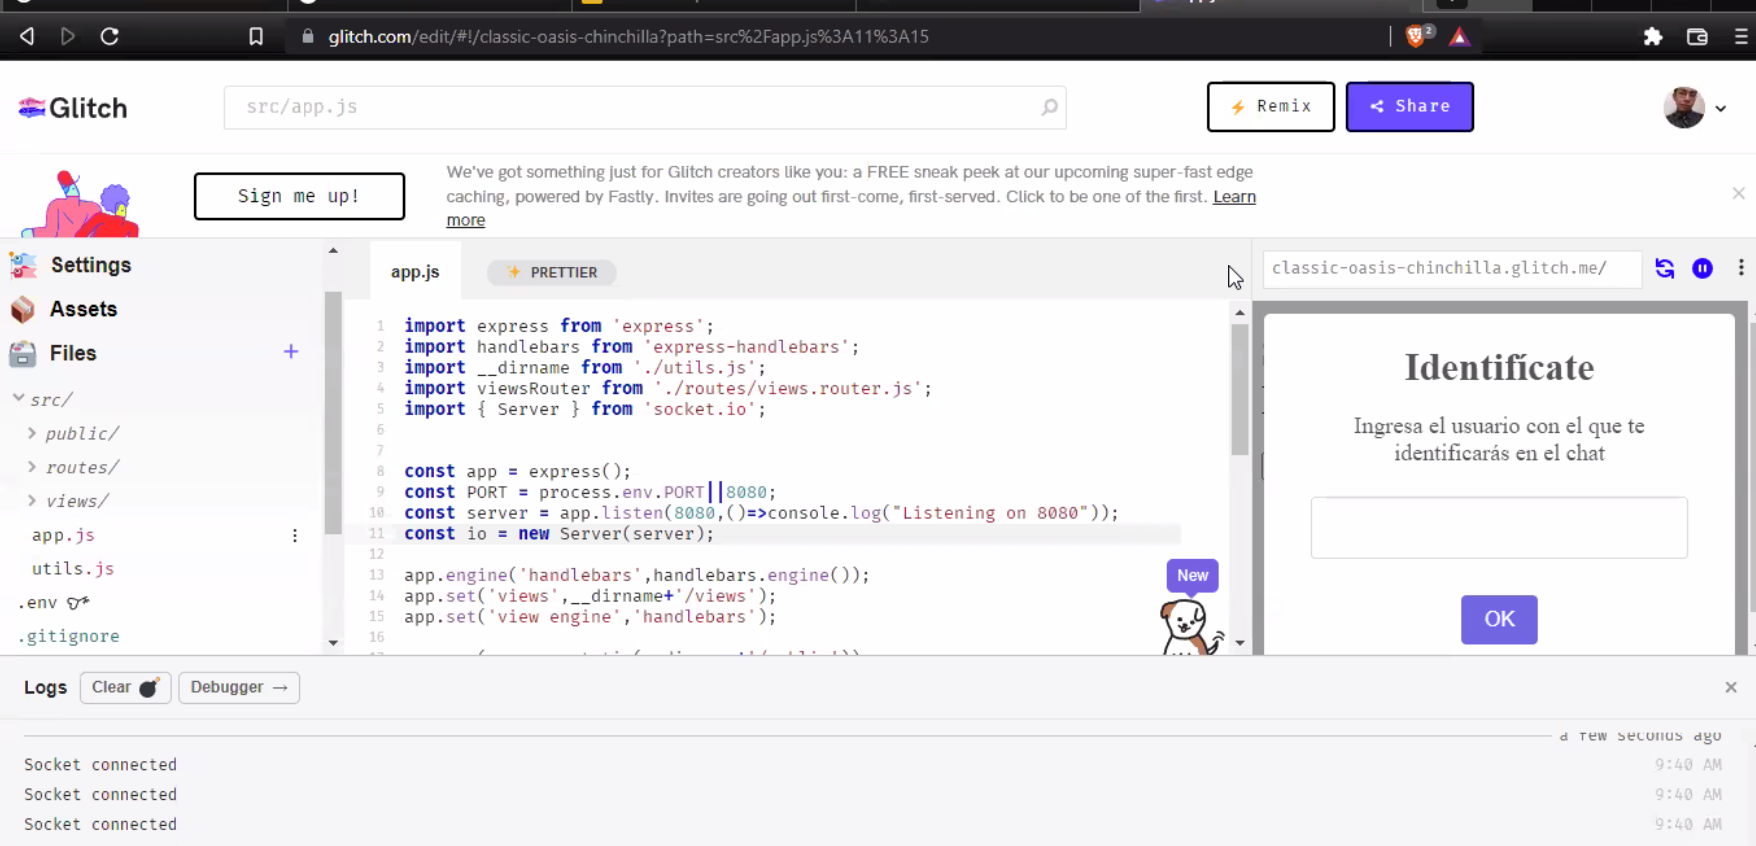 glitch.com/edit/#!/classic-oasis-chinchilla?path=src%2Fapp.js%3A11%3A15
2
Glitch
src/app.js
Remix
Share
Sign me up!
We've got something just for Glitch creators like you: a FREE sneak peek at our upcoming super-fast edge
caching, powered by Fastly. Invites are going out first-come, first-served. Click to be one of the first. Learn
more
Settings
Assets
Files
src/
public/
routes/
views/
app.js
utils.js
.env
.gitignore
app.js
PRETTIER
1 import express from 'express';
2 import handlebars from 'express-handlebars';
3 import __dirname from './utils.js';
4 import viewsRouter from './routes/views.router.js';
5 import { Server } from 'socket.io';
6
7
8 const app = express();
9 const PORT = process.env.PORT||8080;
10 const server = app.listen(8080,()=>console.log("Listening on 8080"));
11 const io = new Server(server);
12
13 app.engine('handlebars',handlebars.engine());
14 app.set('views',__dirname+'/views');
15 app.set('view engine','handlebars');
16
New
classic-oasis-chinchilla.glitch.me/
Identifícate
Ingresa el usuario con el que te
identificarás en el chat
OK
Logs
Clear
Debugger →
a few seconds ago
Socket connected 9:40 AM
Socket connected 9:40 AM
Socket connected 9:40 AM